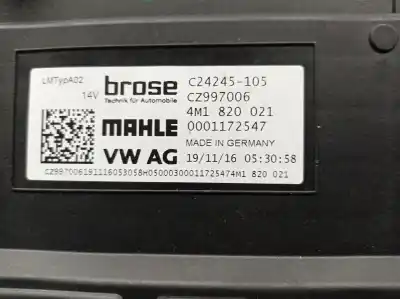 LMTypA02
14V
brose
Technik für Automobile
MAHLE
VW AG
C24245-105
CZ997006
4M1 820 021
0001172547
MADE IN GERMANY
19/11/16 05:30:58
CZ997006191116053058H05000300011725474M1 820 021